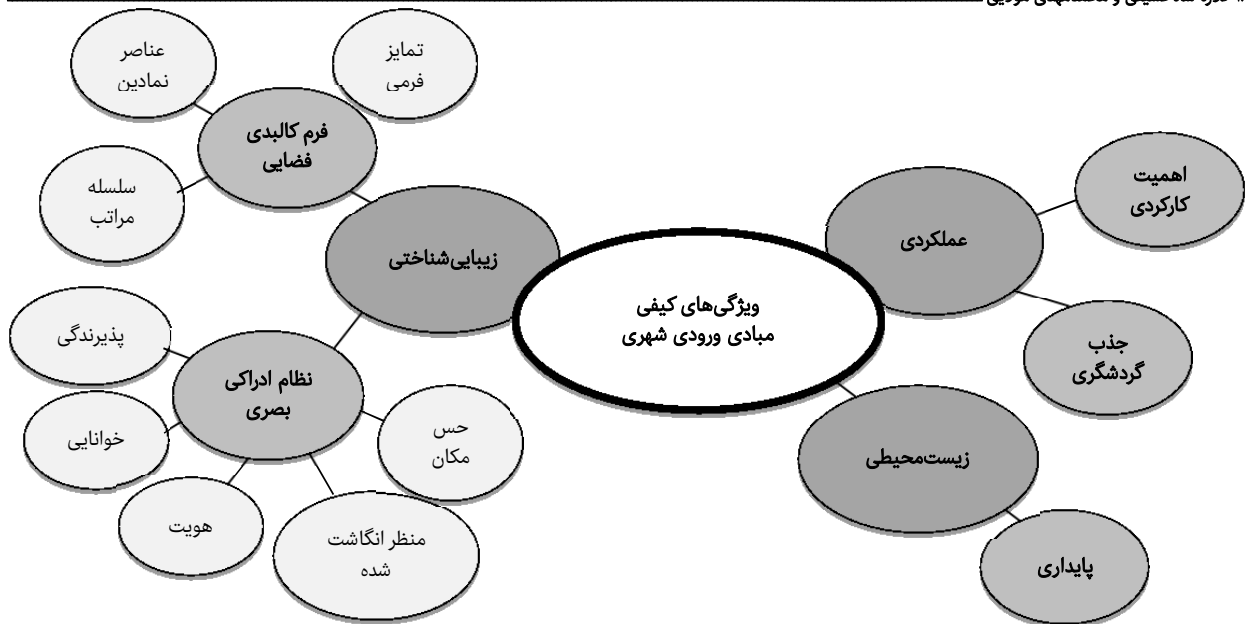 عناصر
نمادین
تمایز
فرمی
فرم کالبدی
فضایی
سلسله
مراتب
زیبایی‌شناختی
پذیرندگی
نظام ادراکی
بصری
خوانایی
حس
مکان
هویت
منظر انگاشت
شده
ویژگی‌های کیفی
مبادی ورودی شهری
عملکردی
اهمیت
کارکردی
جذب
گردشگری
زیست‌محیطی
پایداری